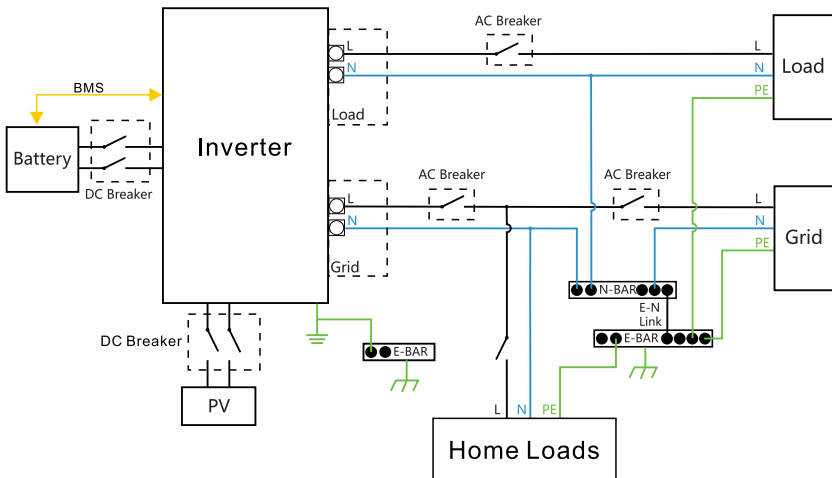 AC Breaker
L
L
N
N
Load
PE
BMS
Load
Inverter
Battery
DC Breaker
AC Breaker
AC Breaker
L
L
N
N
Grid
PE
Grid
N-BAR
E-N
Link
DC Breaker
E-BAR
E-BAR
PV
L
N
PE
Home Loads